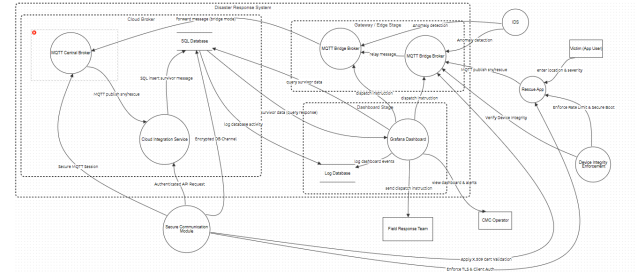 Disaster Response System
Cloud Broker
forward message (bridge mode)
Gateway / Edge Stage
Anomaly detection
IDS
MQTT Central Broker
SQL Database
MQTT Bridge Broker
Anomaly detection
relay message
MQTT Bridge Broker
Victim (App User)
SQL insert survivor message
query survivor data
MQTT publish any/rescue
enter location & severity
dispatch instruction
dispatch instruction
Rescue App
MQTT publish any/rescue
survivor data (query response)
Dashboard Stage
Enforce Rate Limit & Secure Boot
Verify Device Integrity
log database activity
Cloud Integration Service
Encrypted DB Channel
Grafana Dashboard
log dashboard events
Device Integrity
Enforcement
Secure MQTT Session
Log Database
view dashboard & alerts
Authenticated API Request
send dispatch instruction
Secure Communication
Module
Field Response Team
CMC Operator
Apply X.509 Cert Validation
Enforce TLS & Client Auth